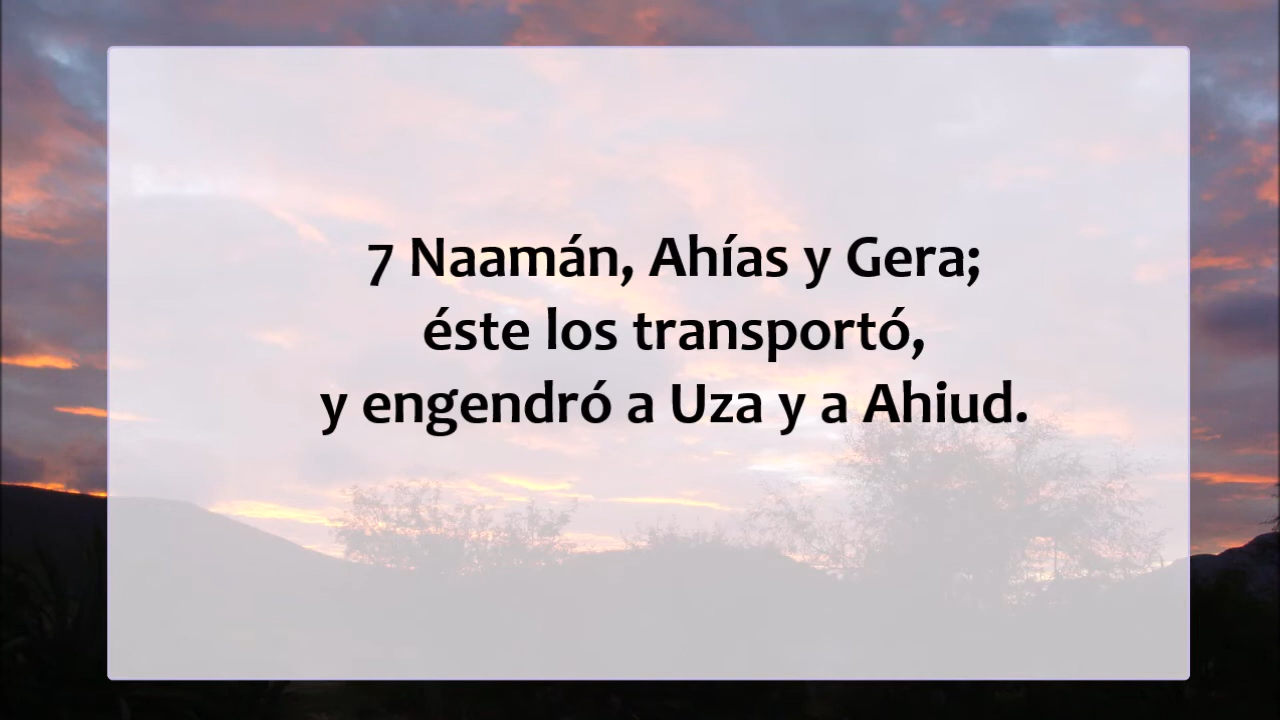 7 Naamán, Ahías y Gera;
éste los transportó,
y engendró a Uza y a Ahiud.